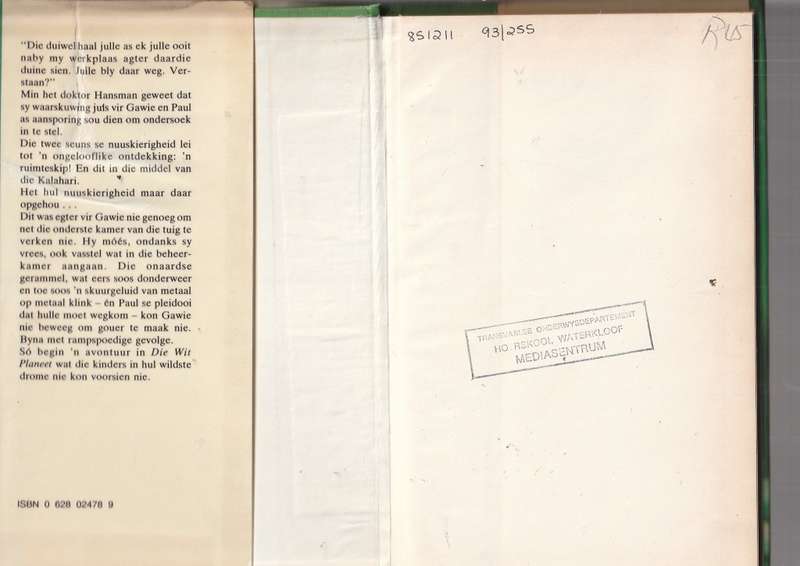 "Die duiwel haal julle as ek julle ooit
naby my werkplaas agter daardie
duine sien. Julle bly daar weg. Ver-
staan?"
Min het doktor Hansman geweet dat
sy waarskuwing juis vir Gawie en Paul
as aansporing sou dien om ondersoek
in te stel.
Die twee seuns se nuuskierigheid lei
tot 'n ongelooflike ontdekking: 'n
ruimteskip! En dit in die middel van
die Kalahari.
Het hul nuuskierigheid maar daar
opgehou . . .
Dit was egter vir Gawie nie genoeg om
net die onderste kamer van die tuig te
verken nie. Hy móés, ondanks sy
vrees, ook vasstel wat in die beheer-
kamer aangaan. Die onaardse
gerammel, wat eers soos donderweer
en toe soos 'n skuurgeluid van metaal
op metaal klink – én Paul se pleidooi
dat hulle moet wegkom – kon Gawie
nie beweeg om gouer te maak nie.
Byna met rampspoedige gevolge.
Só begin 'n avontuur in Die Wit
Planeet wat die kinders in hul wildste
drome nie kon voorsien nie.
ISBN 0 628 02478 9
851211 93/255
TRANSVAALSE ONDERWYSDEPARTEMENT
HOËRSKOOL WATERKLOOF
MEDIASENTRUM